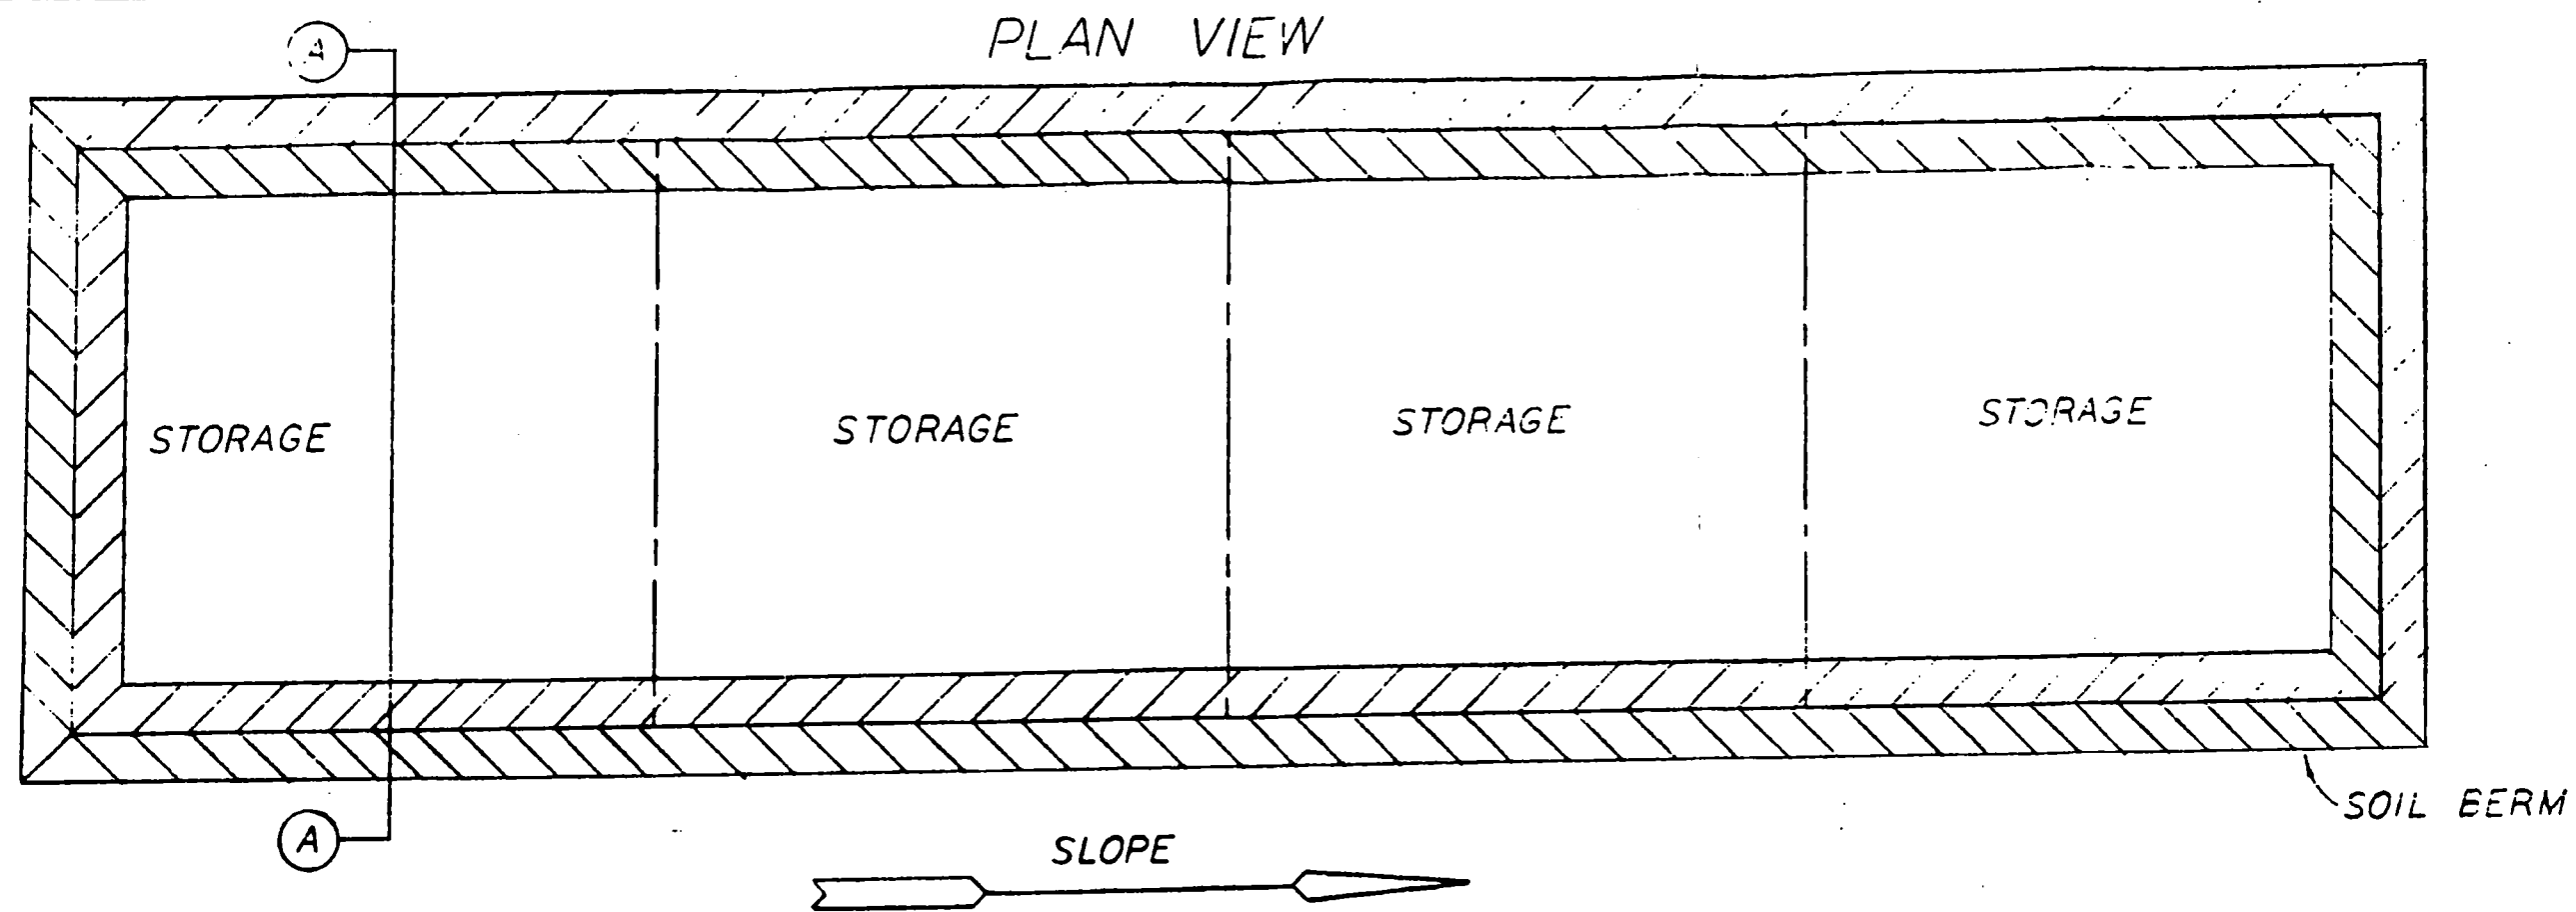 PLAN VIEW
A
STORAGE
STORAGE
STORAGE
STORAGE
SOIL BERM
A
SLOPE